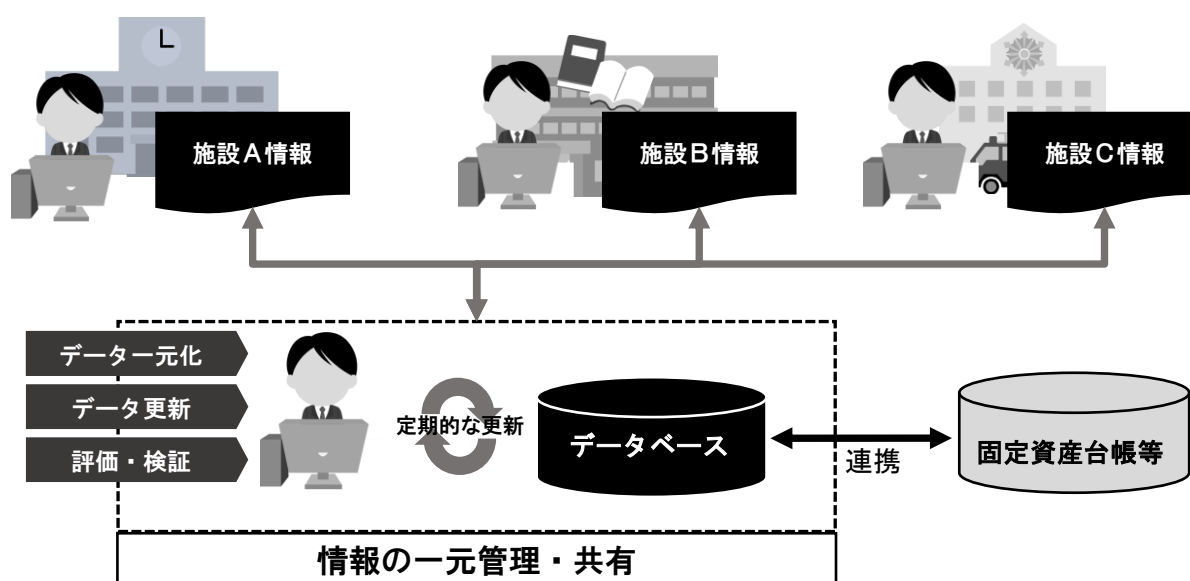 施設Ａ情報
施設Ｂ情報
施設Ｃ情報
データ一元化
データ更新
評価・検証
定期的な更新
データベース
連携
固定資産台帳等
情報の一元管理・共有